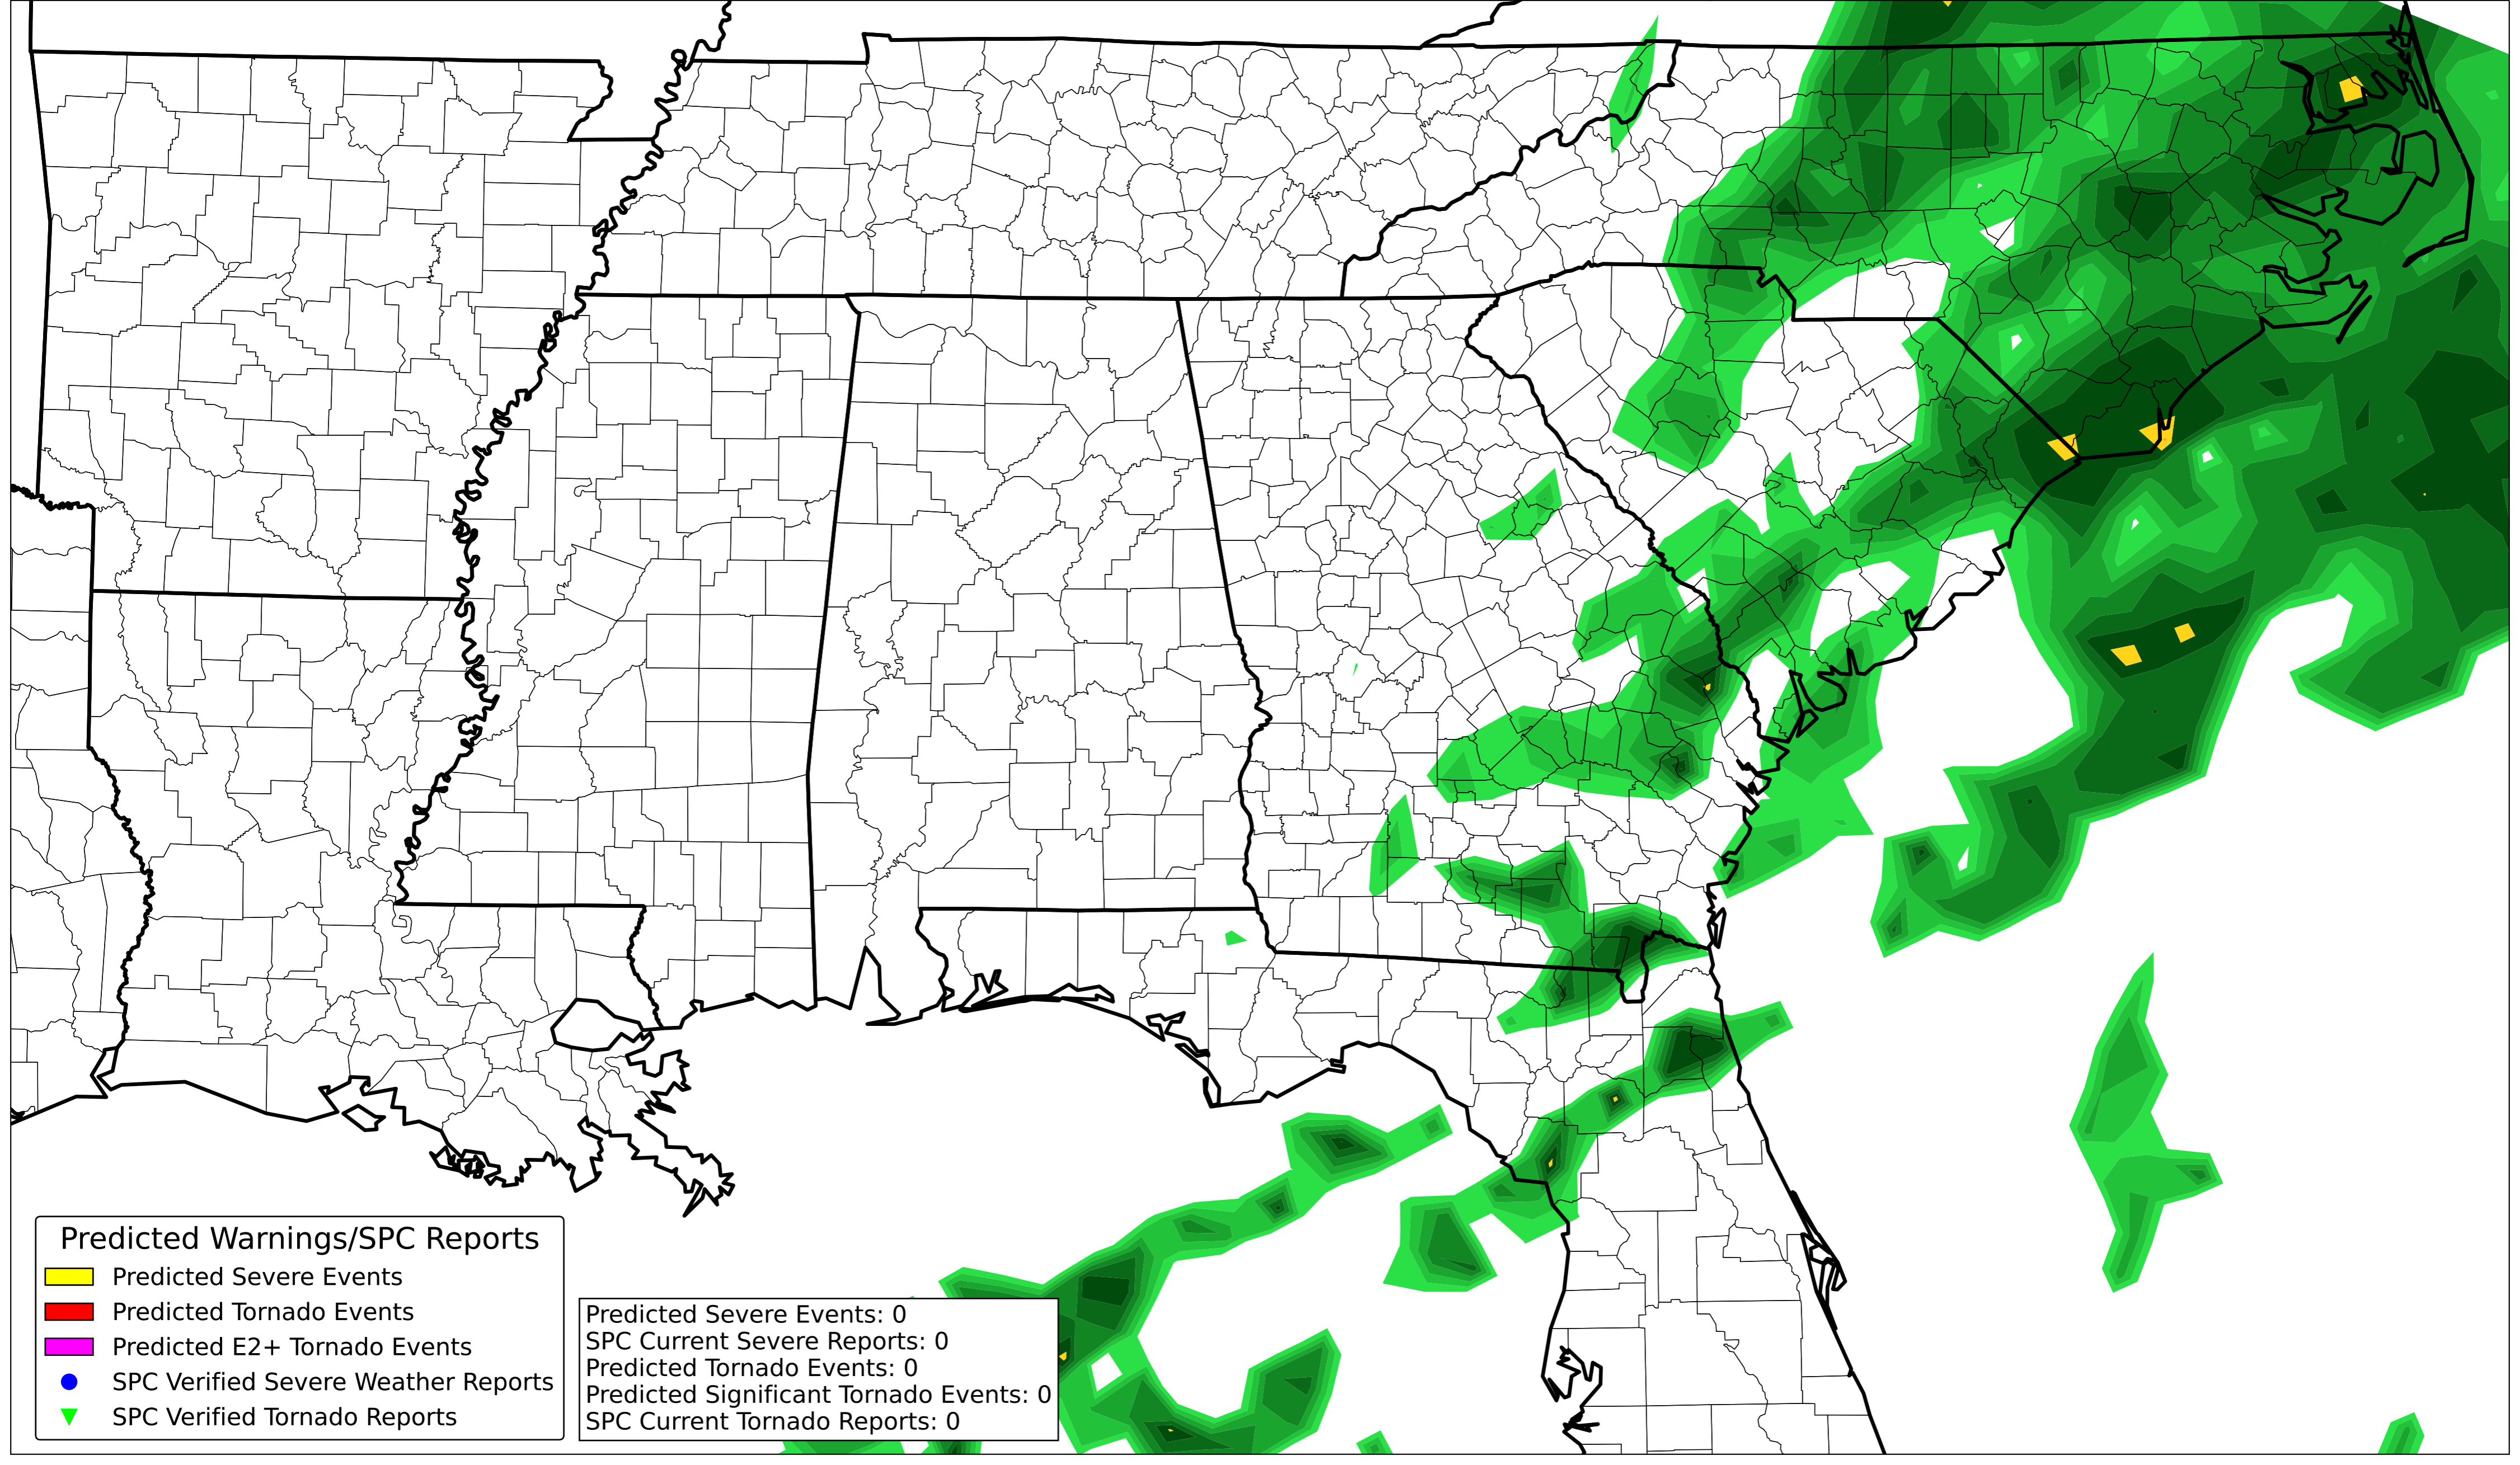 Predicted Warnings/SPC Reports
Predicted Severe Events
Predicted Tornado Events
Predicted E2+ Tornado Events
SPC Verified Severe Weather Reports
SPC Verified Tornado Reports
Predicted Severe Events: 0
SPC Current Severe Reports: 0
Predicted Tornado Events: 0
Predicted Significant Tornado Events: 0
SPC Current Tornado Reports: 0